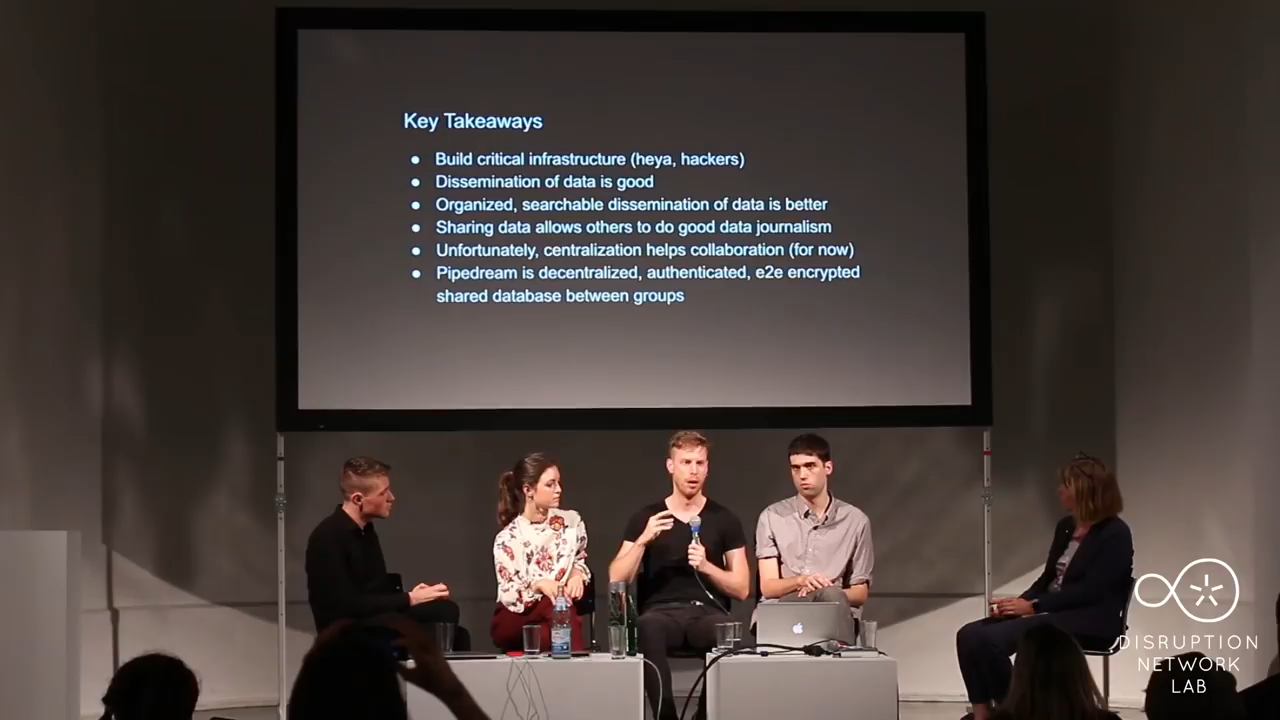 Key Takeaways
● Build critical infrastructure (heya, hackers)
● Dissemination of data is good
● Organized, searchable dissemination of data is better
● Sharing data allows others to do good data journalism
● Unfortunately, centralization helps collaboration (for now)
● Pipedream is decentralized, authenticated, e2e encrypted
shared database between groups
DISRUPTION
NETWORK
LAB